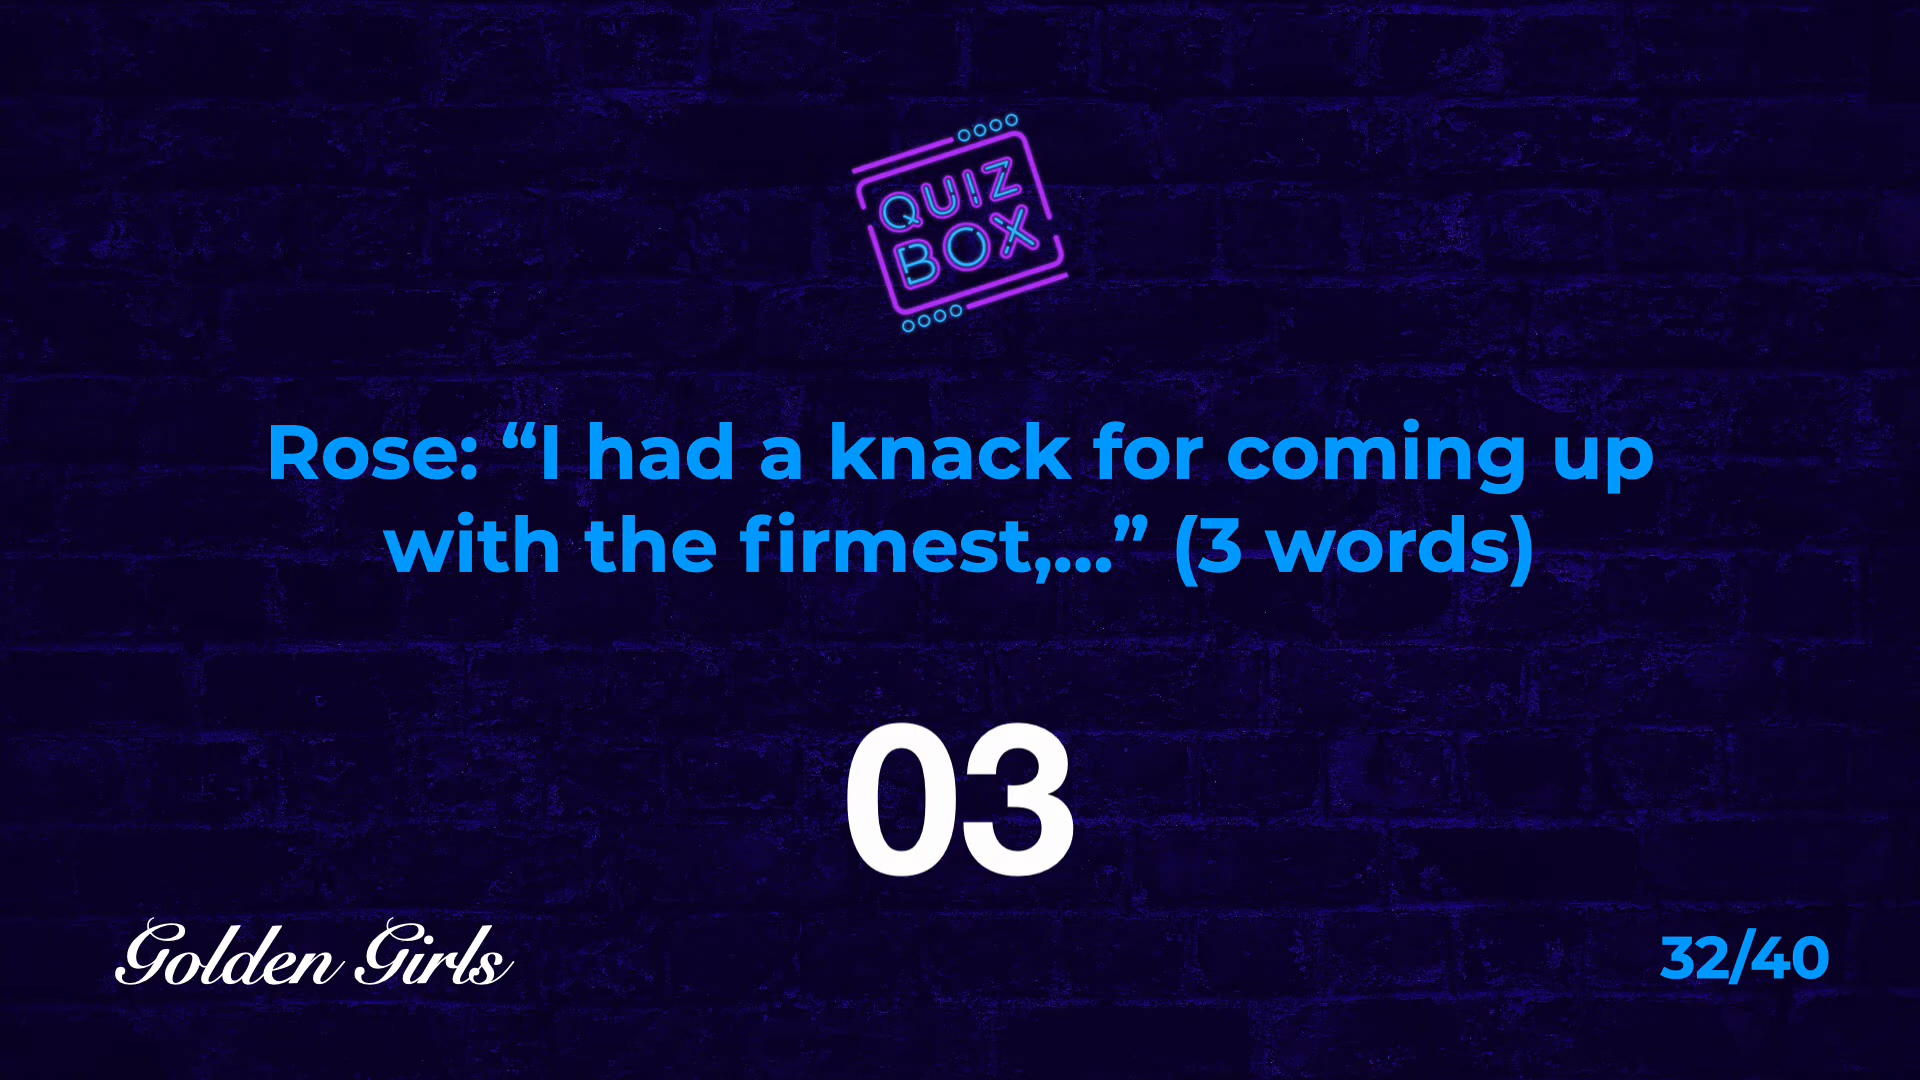 QUIZ
BOX
Rose: “I had a knack for coming up
with the firmest,...” (3 words)
03
Golden Girls
32/40